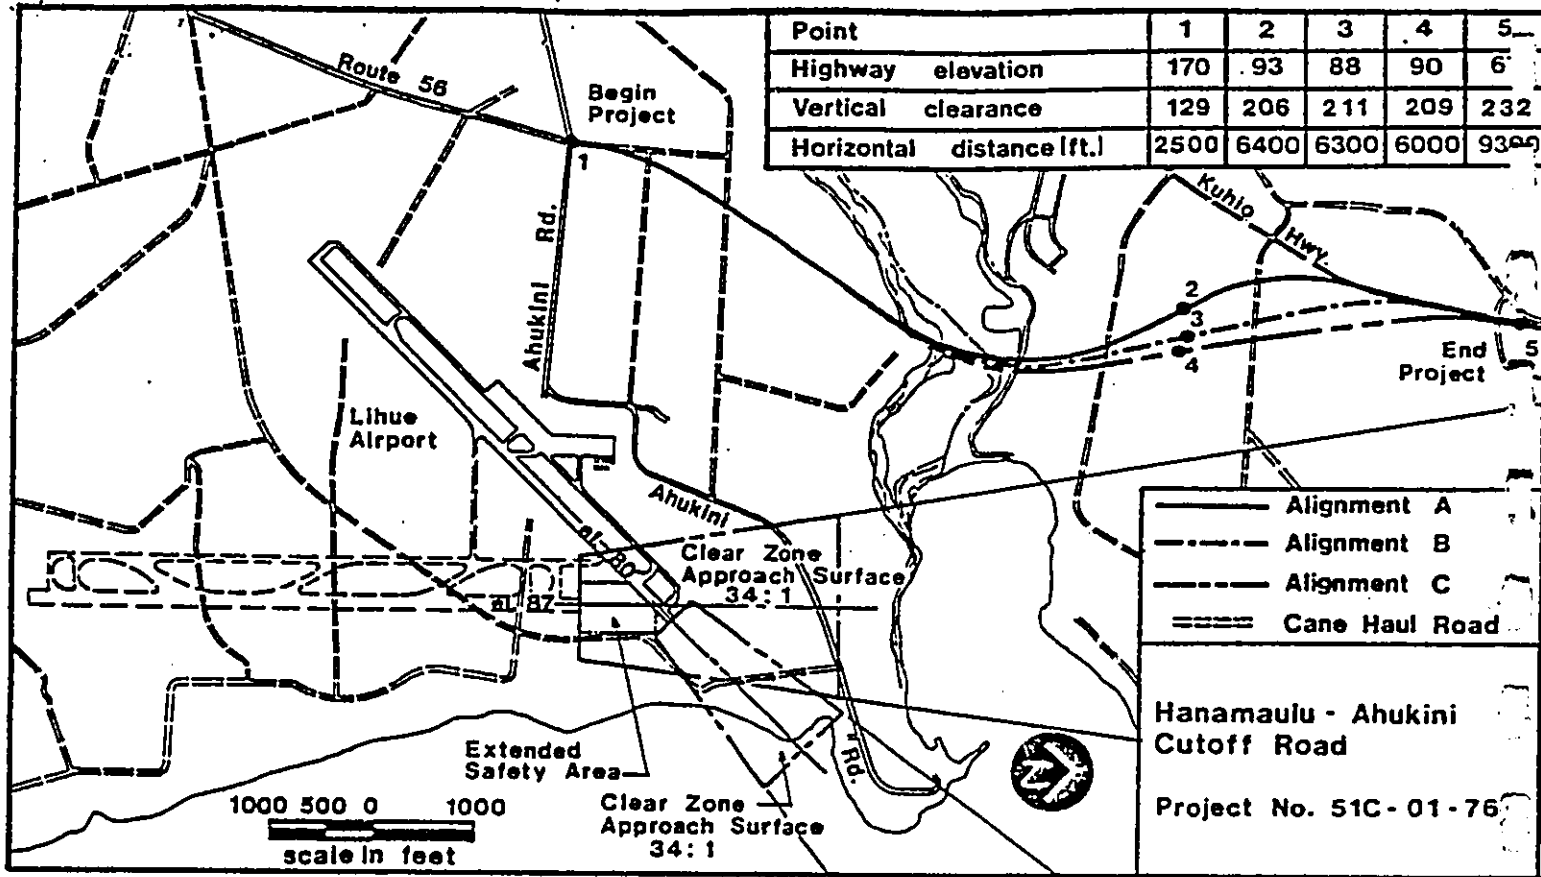 Point 1 2 3 4 5
Highway elevation 170 93 88 90
Vertical clearance 129 206 211 209 232
Horizontal distance (ft.) 2500 6400 6300 6000
Route 56
Begin
Project
1
Ahukini Rd.
Kuhio Hwy.
2
3
4
5
End
Project
Lihue
Airport
Ahukini
Rd.
Clear Zone
Approach Surface
34:1
el. 87
Extended
Safety Area
Clear Zone
Approach Surface
34:1
1000 500 0 1000
scale in feet
Alignment A
Alignment B
Alignment C
Cane Haul Road
Hanamaulu - Ahukini
Cutoff Road
Project No. 51C-01-76